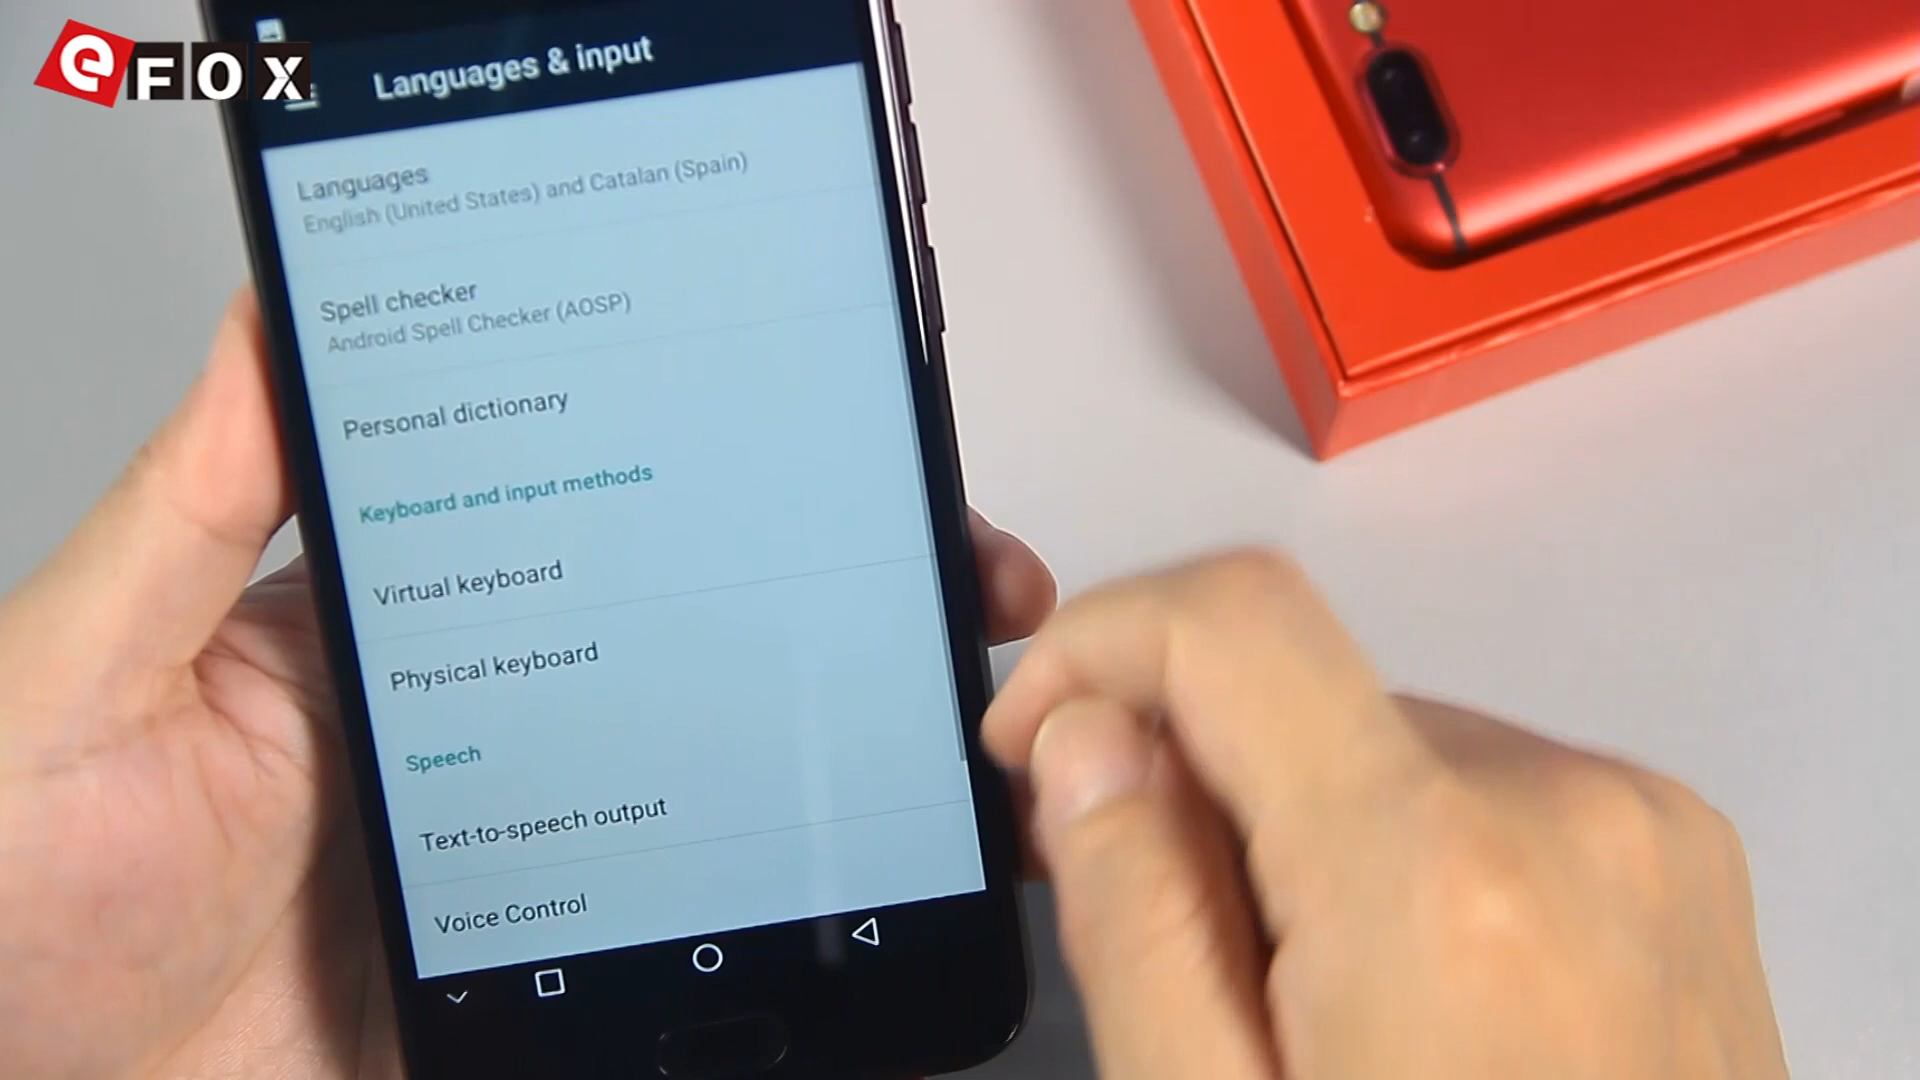 eFOX
Languages & input
Languages
English (United States) and Catalan (Spain)
Spell checker
Android Spell Checker (AOSP)
Personal dictionary
Keyboard and input methods
Virtual keyboard
Physical keyboard
Speech
Text-to-speech output
Voice Control